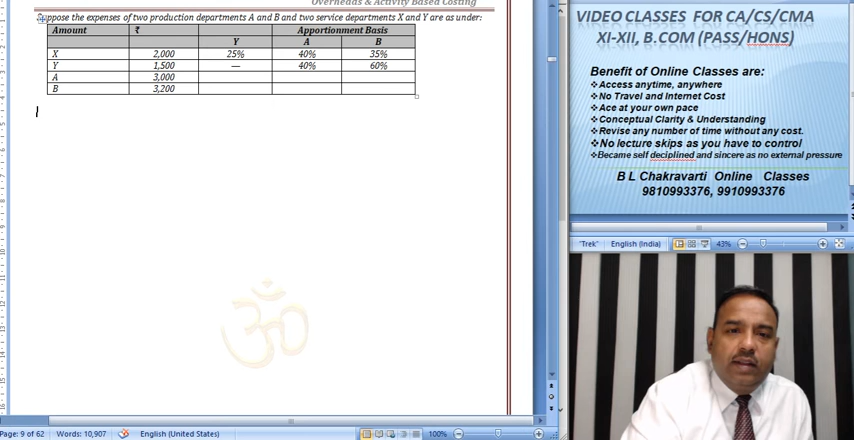 Overheads & Activity Based Costing
Suppose the expenses of two production departments A and B and two service departments X and Y are as under:
Amount ₹ Apportionment Basis
Y A B
X 2,000 25% 40% 35%
Y 1,500 — 40% 60%
A 3,000
B 3,200
ॐ
Page: 9 of 62 Words: 10,907 English (United States) 100%
VIDEO CLASSES FOR CA/CS/CMA
XI-XII, B.COM (PASS/HONS)
Benefit of Online Classes are:
❖Access anytime, anywhere
❖No Travel and Internet Cost
❖Ace at your own pace
❖Conceptual Clarity & Understanding
❖Revise any number of time without any cost.
❖No lecture skips as you have to control
❖Became self deciplined and sincere as no external pressure
B L Chakravarti Online Classes
9810993376, 9910993376
"Trek" English (India) 43%